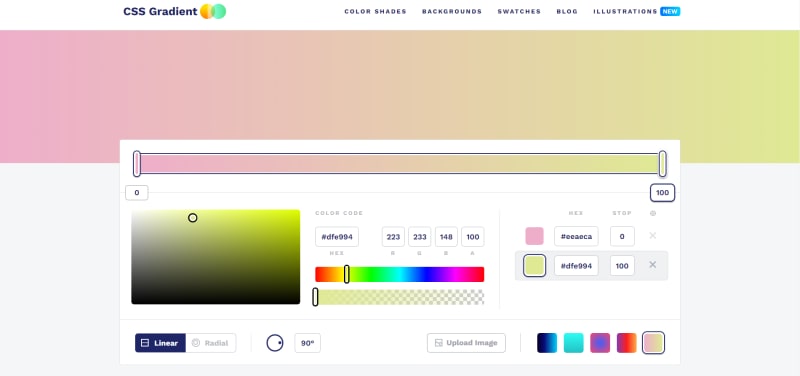 CSS Gradient
COLOR SHADES BACKGROUNDS SWATCHES BLOG ILLUSTRATIONS NEW
0 100
COLOR CODE
#dfe994 223 233 148 100
HEX R G B A
HEX STOP
#eeaeca 0
#dfe994 100
Linear Radial 90° Upload Image